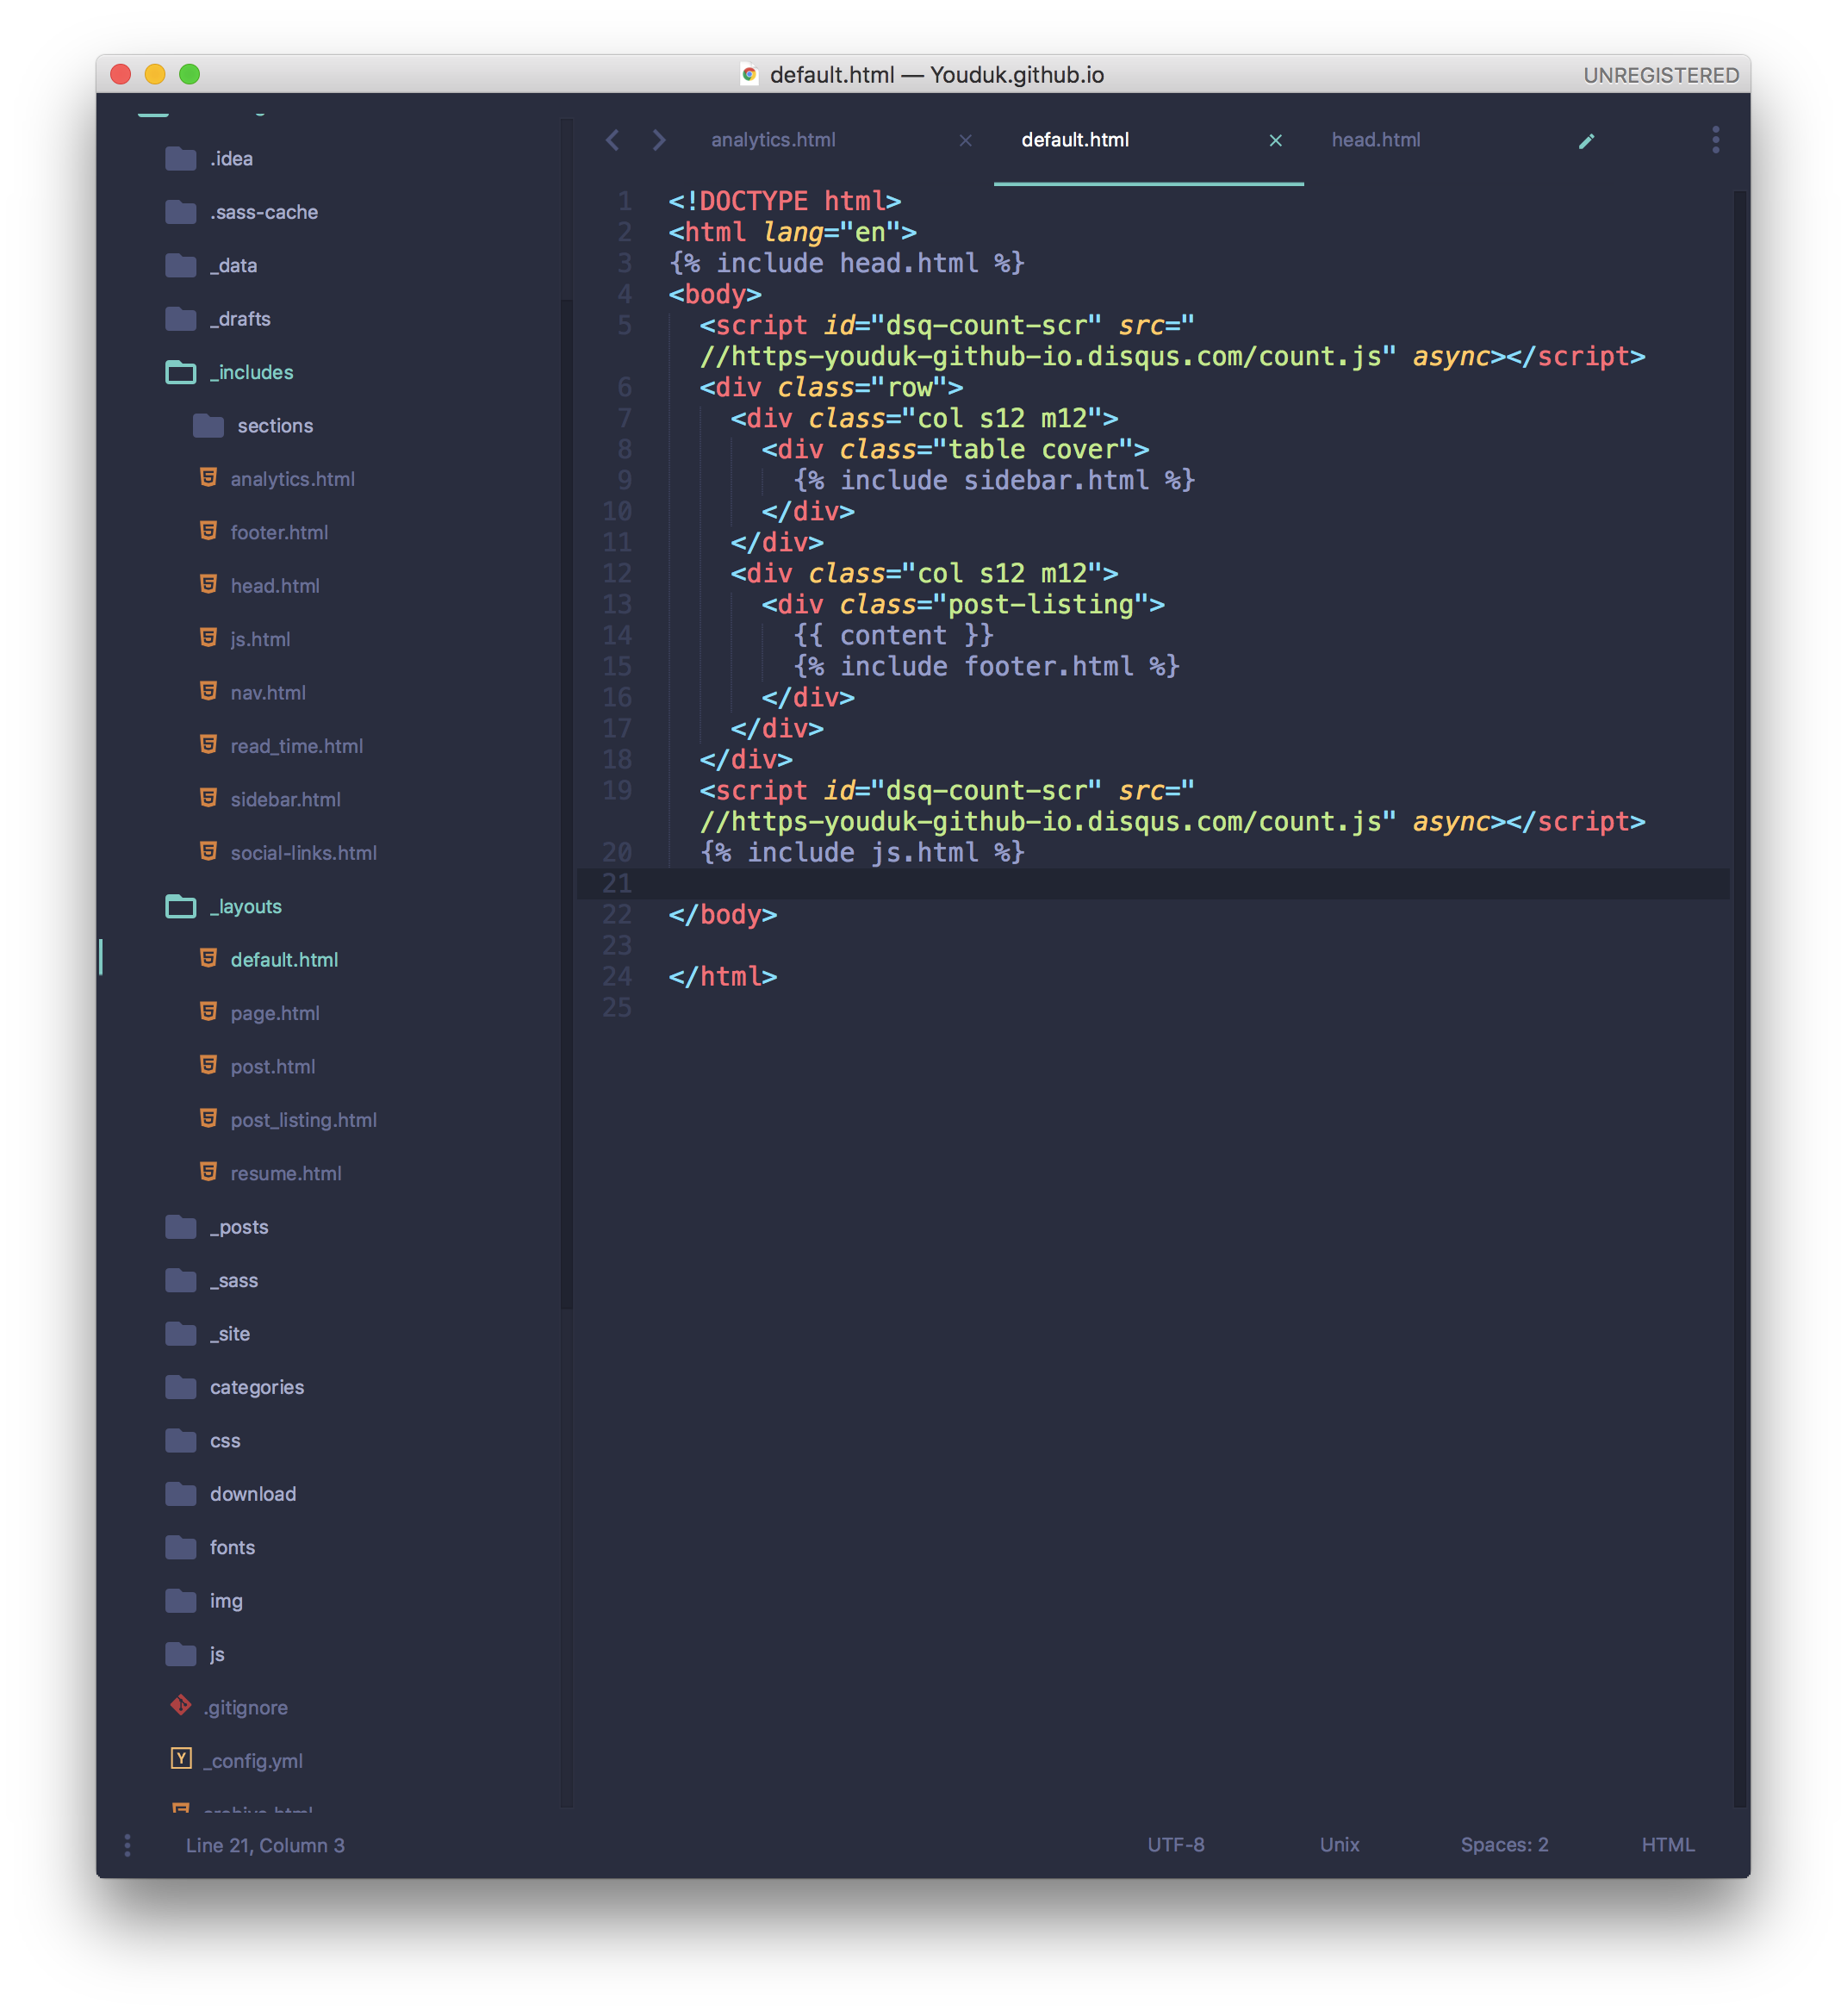 default.html — Youduk.github.io
UNREGISTERED
.idea
.sass-cache
_data
_drafts
_includes
sections
analytics.html
footer.html
head.html
js.html
nav.html
read_time.html
sidebar.html
social-links.html
_layouts
default.html
page.html
post.html
post_listing.html
resume.html
_posts
_sass
_site
categories
css
download
fonts
img
js
.gitignore
_config.yml
analytics.html
default.html
head.html
1 <!DOCTYPE html>
2 <html lang="en">
3 {% include head.html %}
4 <body>
5 <script id="dsq-count-scr" src="
//https-youduk-github-io.disqus.com/count.js" async></script>
6 <div class="row">
7 <div class="col s12 m12">
8 <div class="table cover">
9 {% include sidebar.html %}
10 </div>
11 </div>
12 <div class="col s12 m12">
13 <div class="post-listing">
14 {{ content }}
15 {% include footer.html %}
16 </div>
17 </div>
18 </div>
19 <script id="dsq-count-scr" src="
//https-youduk-github-io.disqus.com/count.js" async></script>
20 {% include js.html %}
21
22 </body>
23
24 </html>
25
Line 21, Column 3
UTF-8
Unix
Spaces: 2
HTML